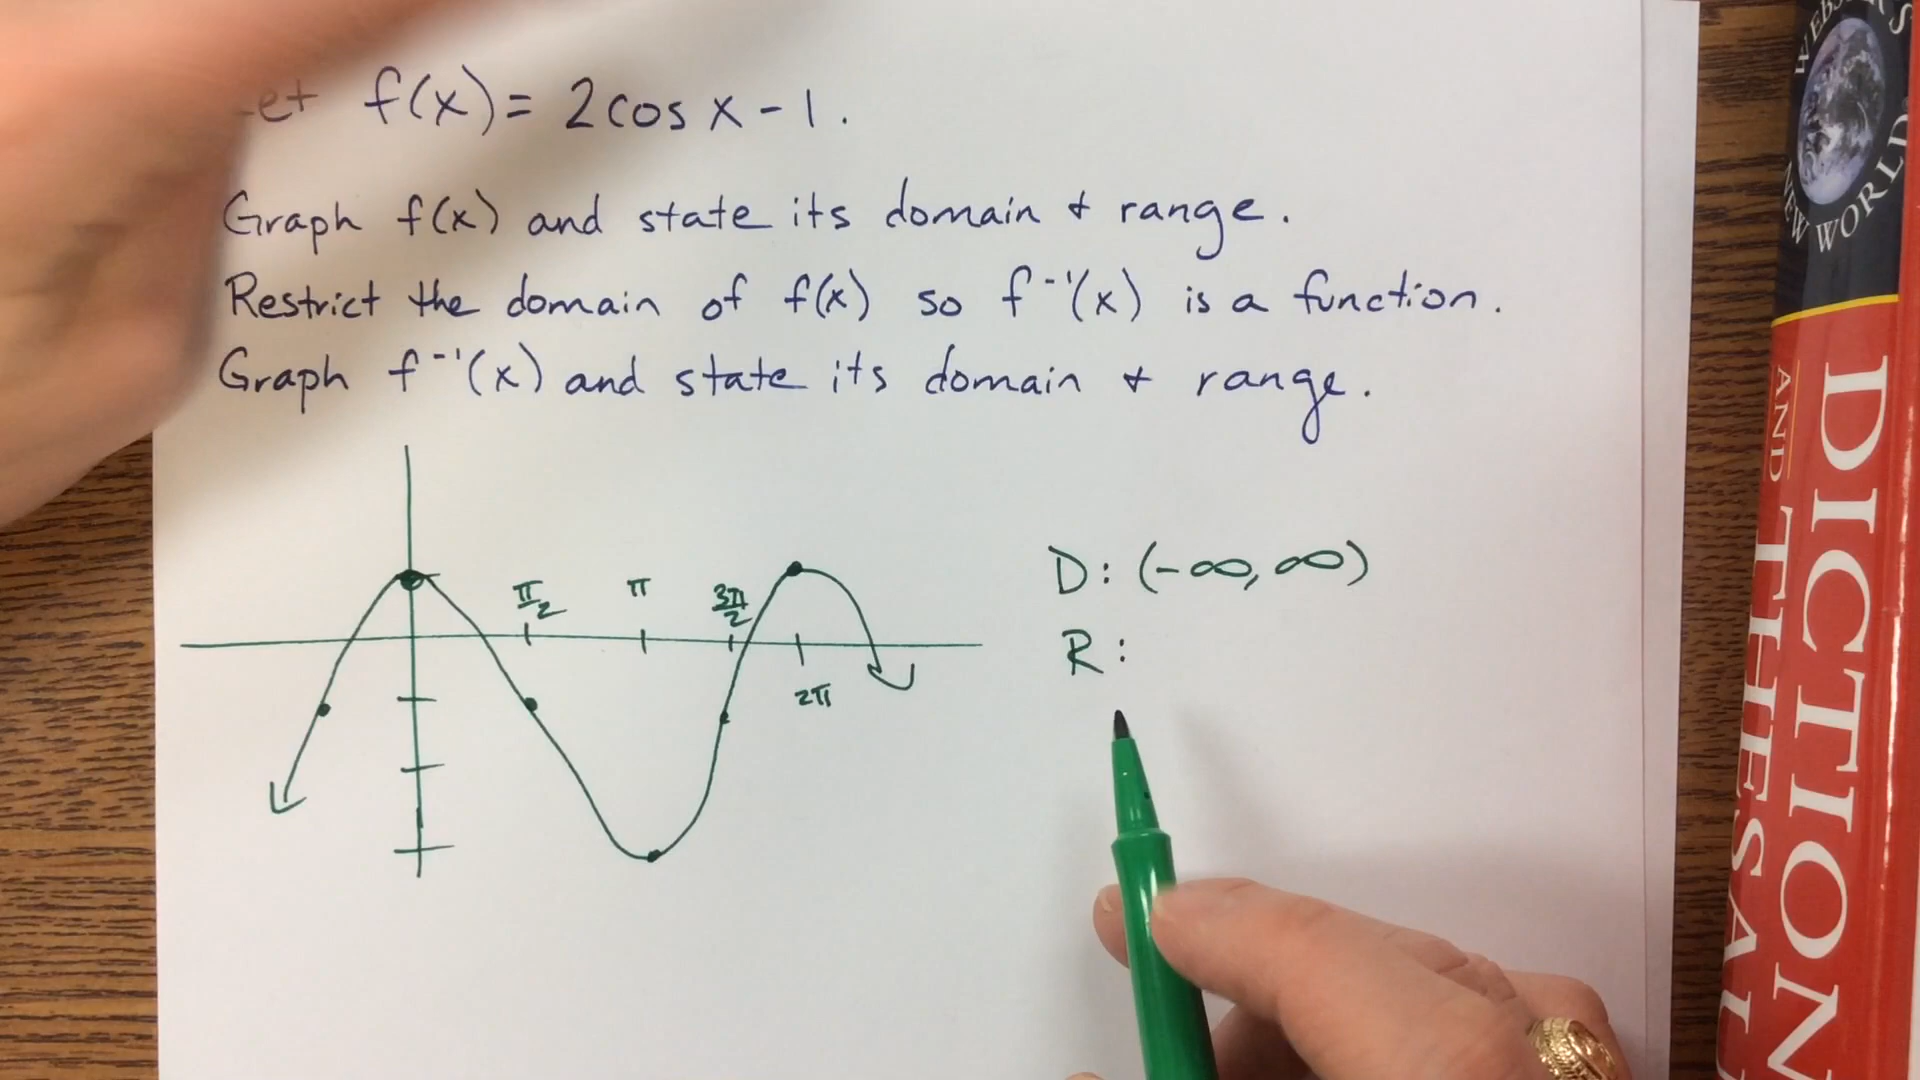 f(x) = 2cos x - 1.
Graph f(x) and state its domain & range.
Restrict the domain of f(x) so f⁻¹(x) is a function.
Graph f⁻¹(x) and state its domain & range.
π/2 π 3π/2
2π
D: (-∞, ∞)
R:
NEW WORLD
DICTION
AND THESAU